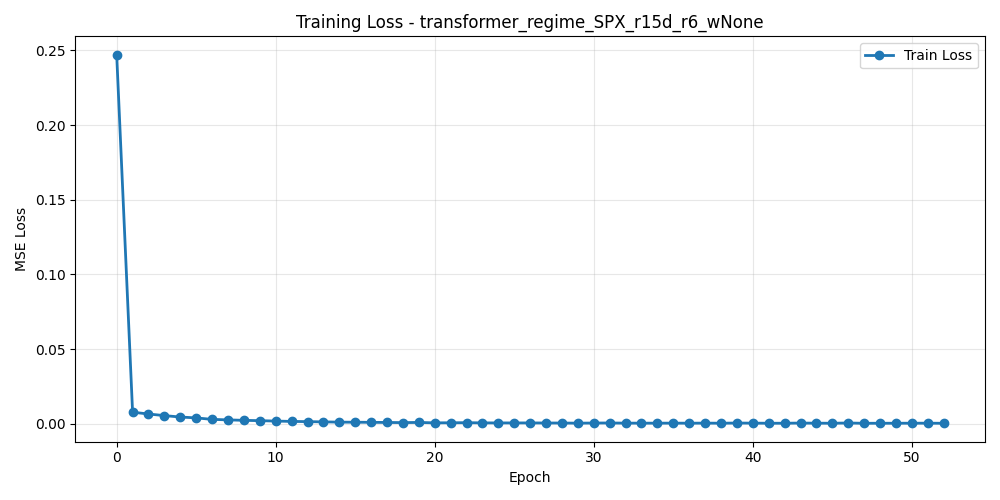 Training Loss - transformer_regime_SPX_r15d_r6_wNone
0.25
0.20
0.15
0.10
0.05
0.00
MSE Loss
Train Loss
0 10 20 30 40 50
Epoch